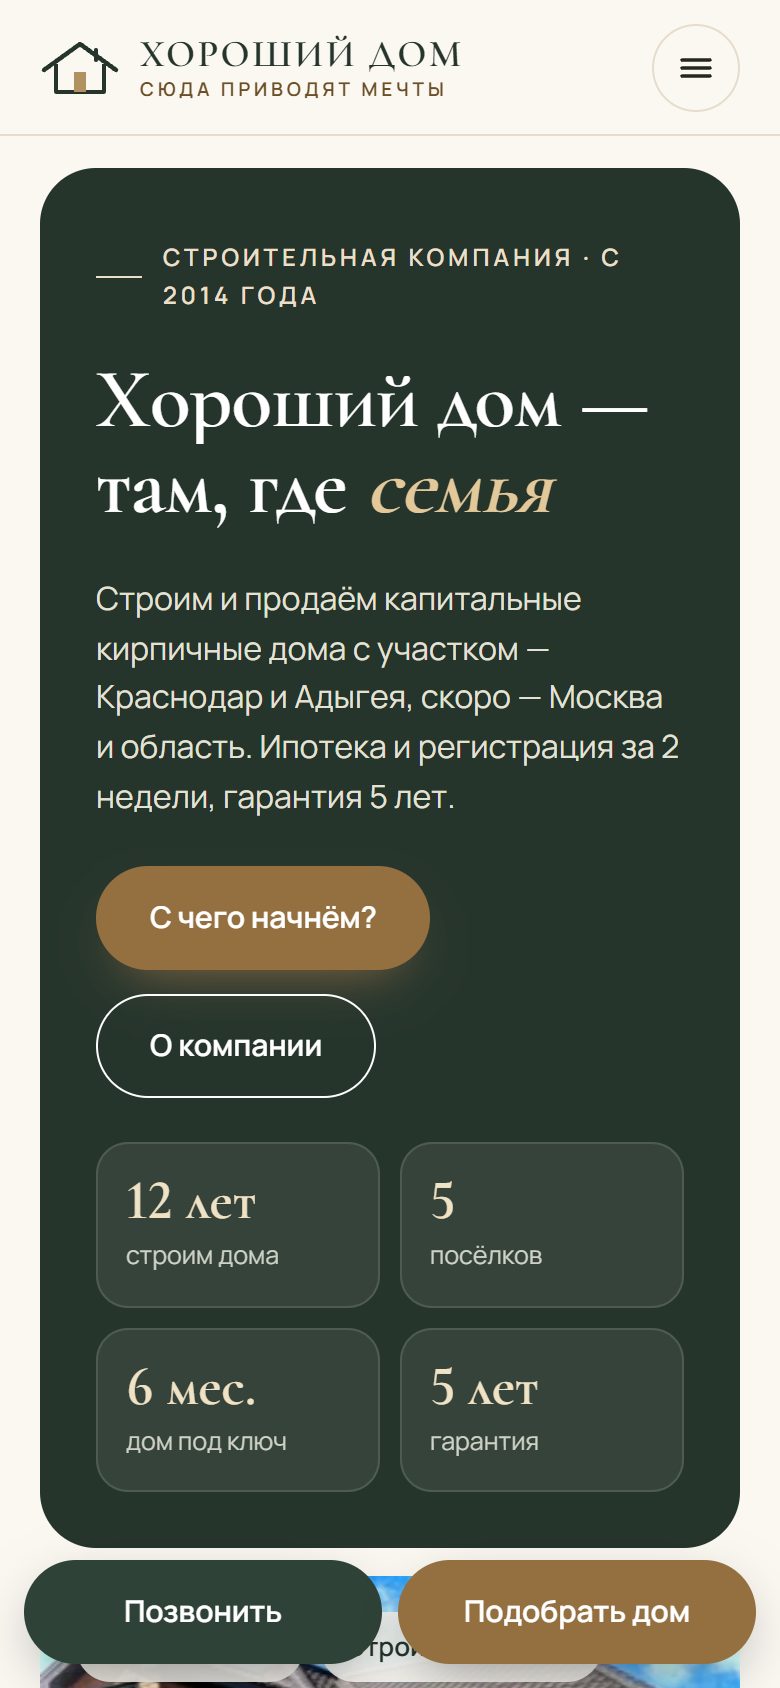 ХОРОШИЙ ДОМ
СЮДА ПРИВОДЯТ МЕЧТЫ
СТРОИТЕЛЬНАЯ КОМПАНИЯ · С
2014 ГОДА
Хороший дом —
там, где семья
Строим и продаём капитальные
кирпичные дома с участком —
Краснодар и Адыгея, скоро — Москва
и область. Ипотека и регистрация за 2
недели, гарантия 5 лет.
С чего начнём?
О компании
12 лет
строим дома
5
посёлков
6 мес.
дом под ключ
5 лет
гарантия
Позвонить
Подобрать дом